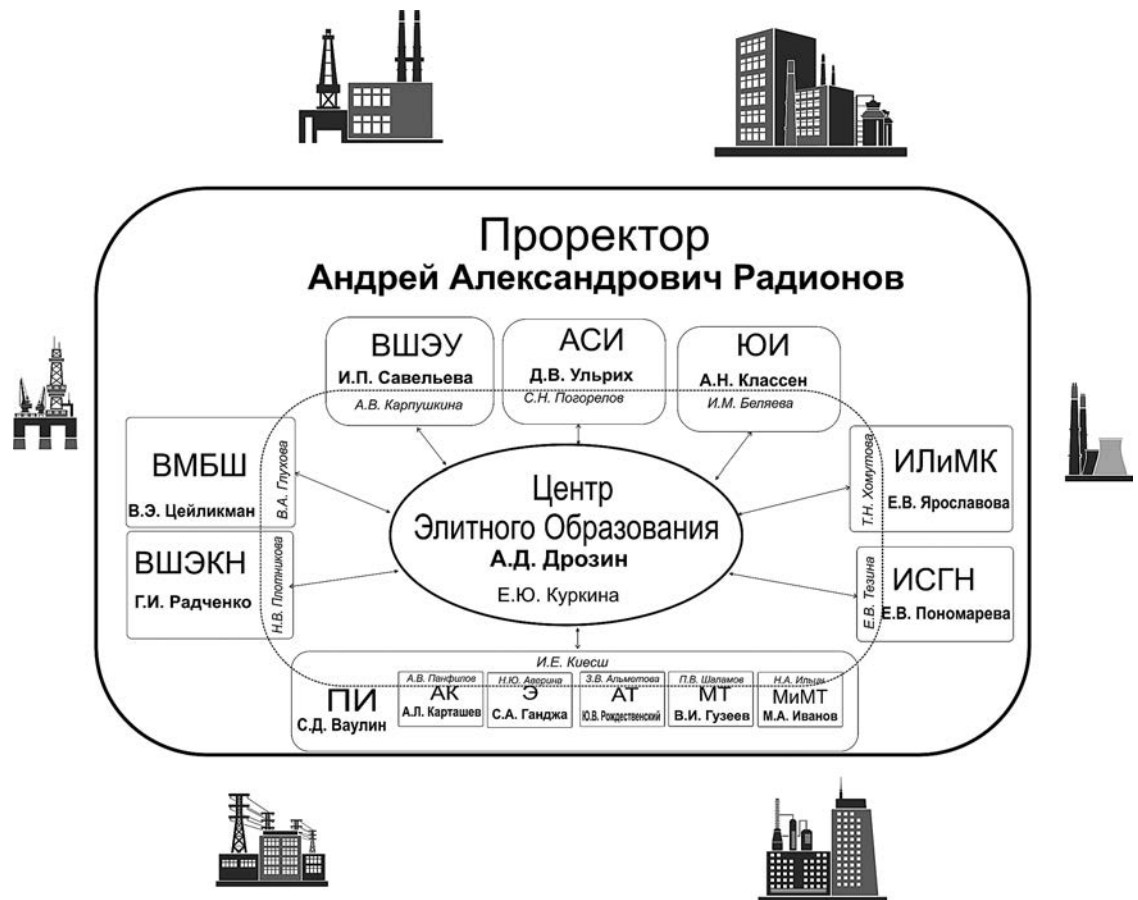 Проректор
Андрей Александрович Радионов
ВШЭУ
И.П. Савельева
А.В. Карпушкина
АСИ
Д.В. Ульрих
С.Н. Погорелов
ЮИ
А.Н. Классен
И.М. Беляева
ВМБШ
В.Э. Цейликман
В.А. Глухова
ВШЭКН
Г.И. Радченко
Н.В. Плотникова
Центр
Элитного Образования
А.Д. Дрозин
Е.Ю. Куркина
ИЛиМК
Е.В. Ярославова
Т.Н. Хомутова
ИСГН
Е.В. Пономарева
Е.В. Тезина
И.Е. Киесш
ПИ
С.Д. Ваулин
А.В. Панфилов
АК
А.Л. Карташев
Н.Ю. Аверина
Э
С.А. Ганджа
З.В. Альметова
АТ
Ю.В. Рождественский
П.В. Шаламов
МТ
В.И. Гузеев
Н.А. Ильин
МиМТ
М.А. Иванов